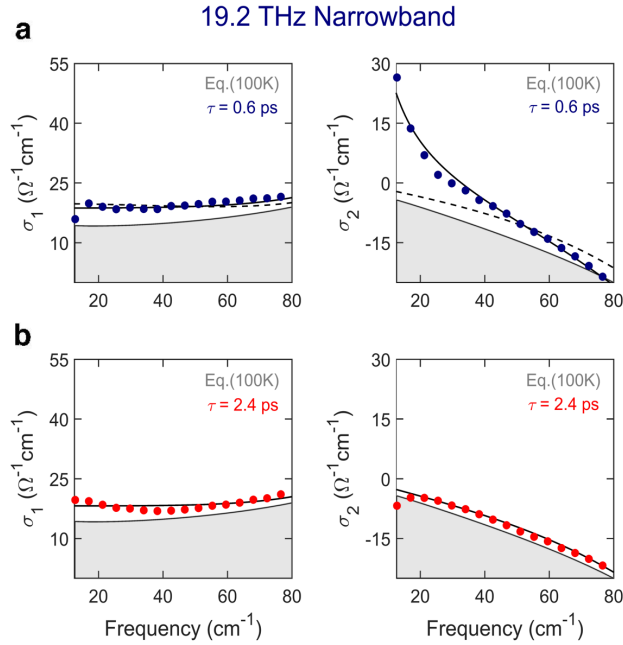 19.2 THz Narrowband
a
55
40
25
10
σ₁ (Ω⁻¹cm⁻¹)
Eq.(100K)
τ = 0.6 ps
20 40 60 80
30
15
0
-15
σ₂ (Ω⁻¹cm⁻¹)
Eq.(100K)
τ = 0.6 ps
20 40 60 80
b
55
40
25
10
σ₁ (Ω⁻¹cm⁻¹)
Eq.(100K)
τ = 2.4 ps
20 40 60 80
Frequency (cm⁻¹)
30
15
0
-15
σ₂ (Ω⁻¹cm⁻¹)
Eq.(100K)
τ = 2.4 ps
20 40 60 80
Frequency (cm⁻¹)